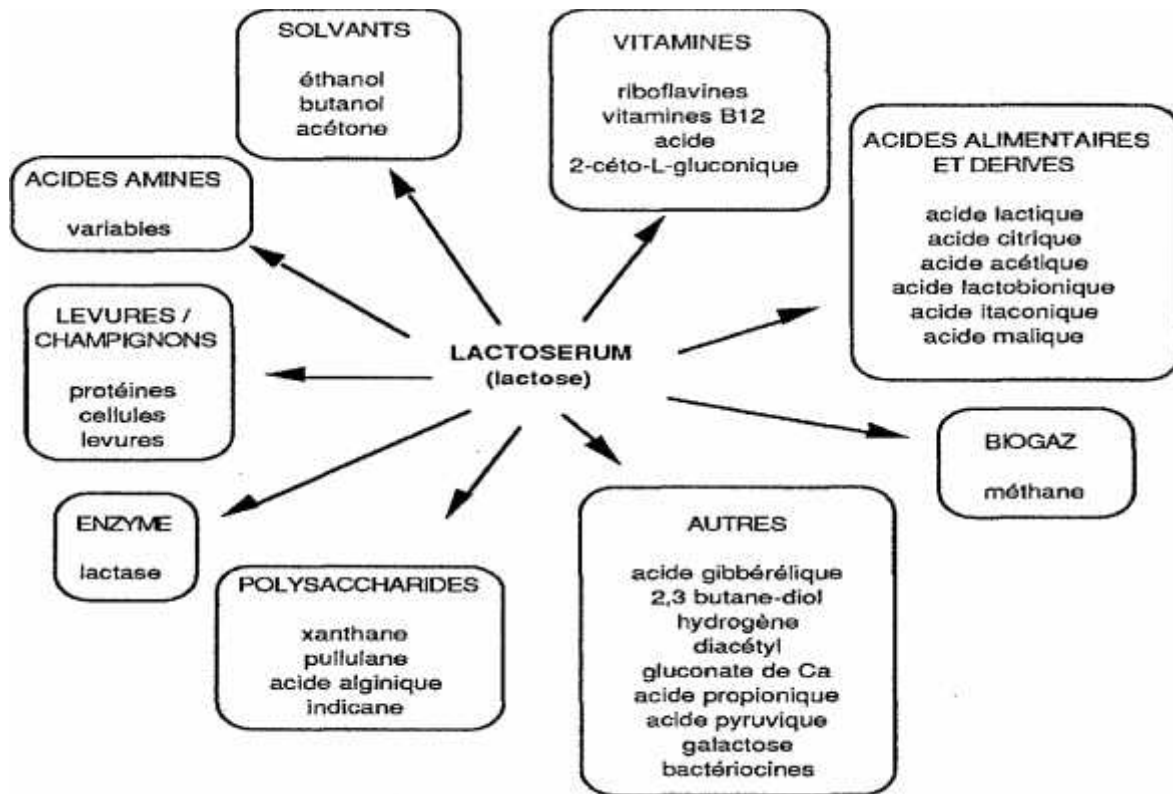 SOLVANTS
éthanol
butanol
acétone
VITAMINES
riboflavines
vitamines B12
acide
2-céto-L-gluconique
ACIDES ALIMENTAIRES
ET DERIVES
acide lactique
acide citrique
acide acétique
acide lactobionique
acide itaconique
acide malique
ACIDES AMINES
variables
LEVURES /
CHAMPIGNONS
protéines
cellules
levures
LACTOSERUM
(lactose)
BIOGAZ
méthane
ENZYME
lactase
POLYSACCHARIDES
xanthane
pullulane
acide alginique
indicane
AUTRES
acide gibbérélique
2,3 butane-diol
hydrogène
diacétyl
gluconate de Ca
acide propionique
acide pyruvique
galactose
bactériocines